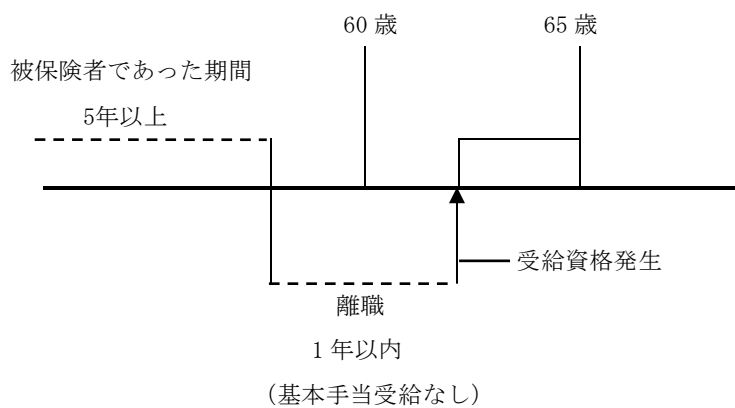 60 歳
65 歳
被保険者であった期間
5年以上
受給資格発生
離職
1 年以内
（基本手当受給なし）